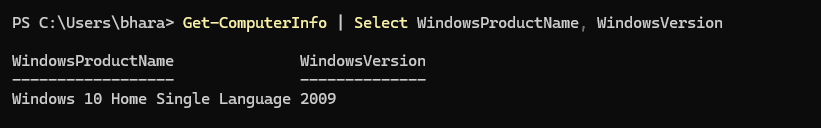 PS C:\Users\bhara> Get-ComputerInfo | Select WindowsProductName, WindowsVersion
WindowsProductName              WindowsVersion
------------------              --------------
Windows 10 Home Single Language 2009